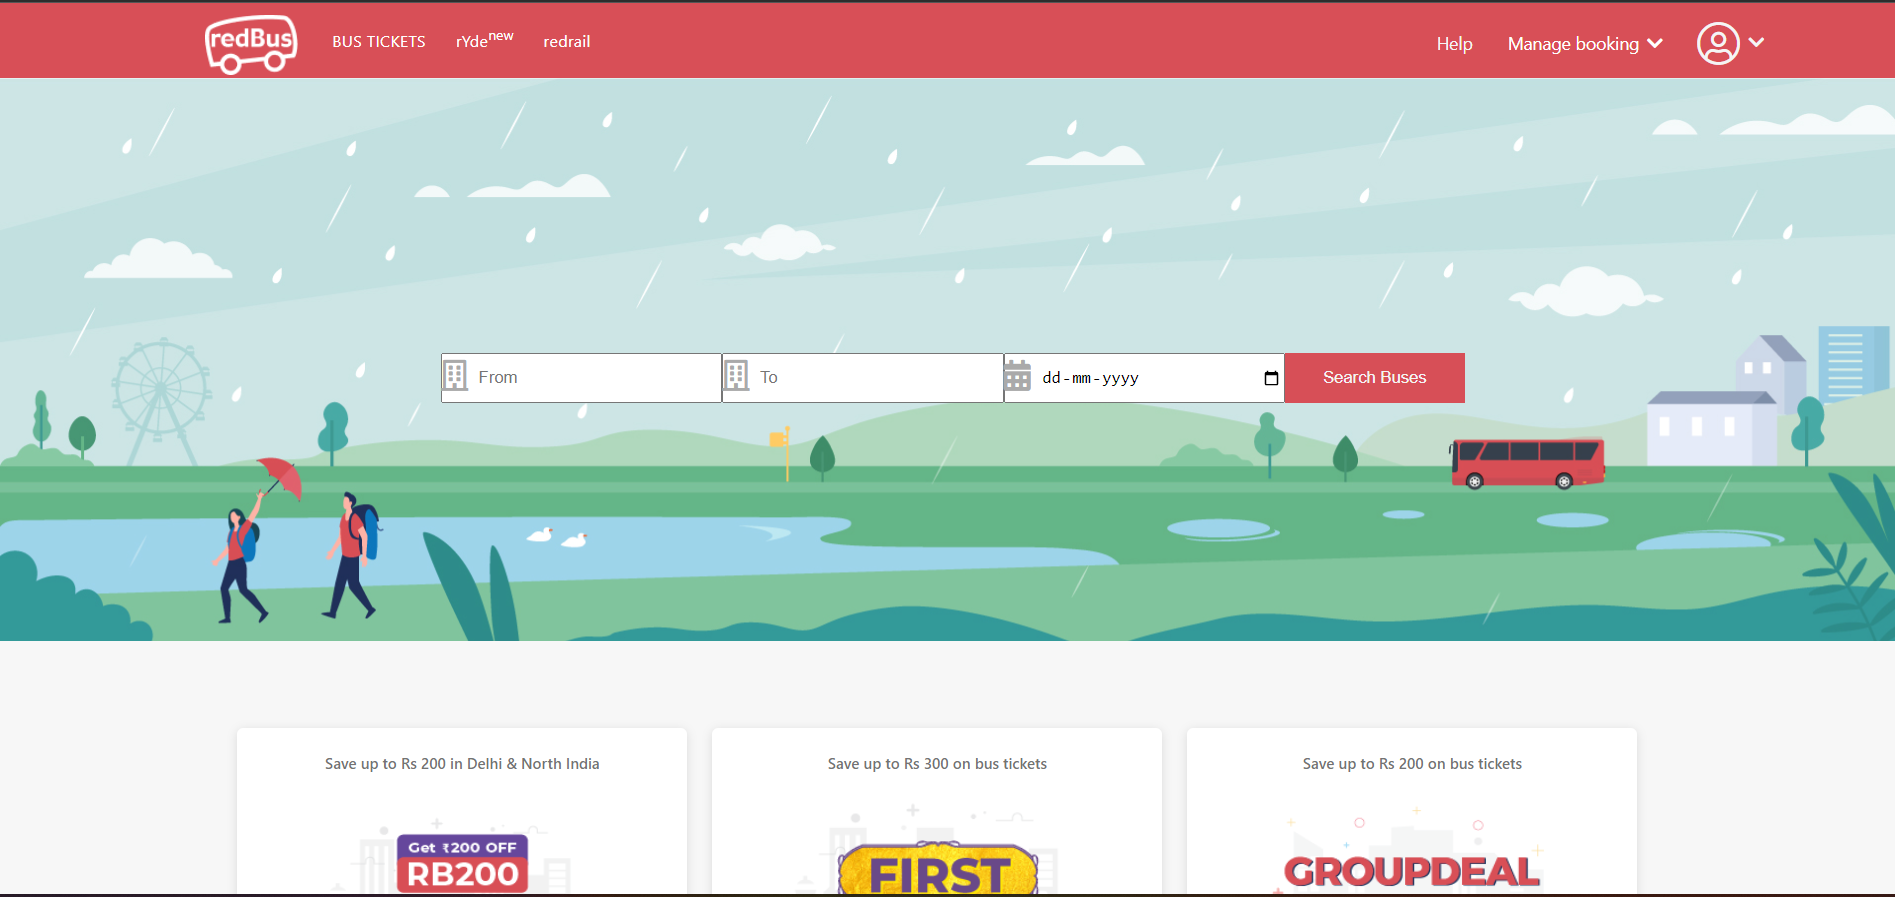 redBus
BUS TICKETS rYdenew redrail
Help Manage booking
From To dd-mm-yyyy Search Buses
Save up to Rs 200 in Delhi & North India
Get ₹200 OFF
RB200
Save up to Rs 300 on bus tickets
FIRST
Save up to Rs 200 on bus tickets
GROUPDEAL